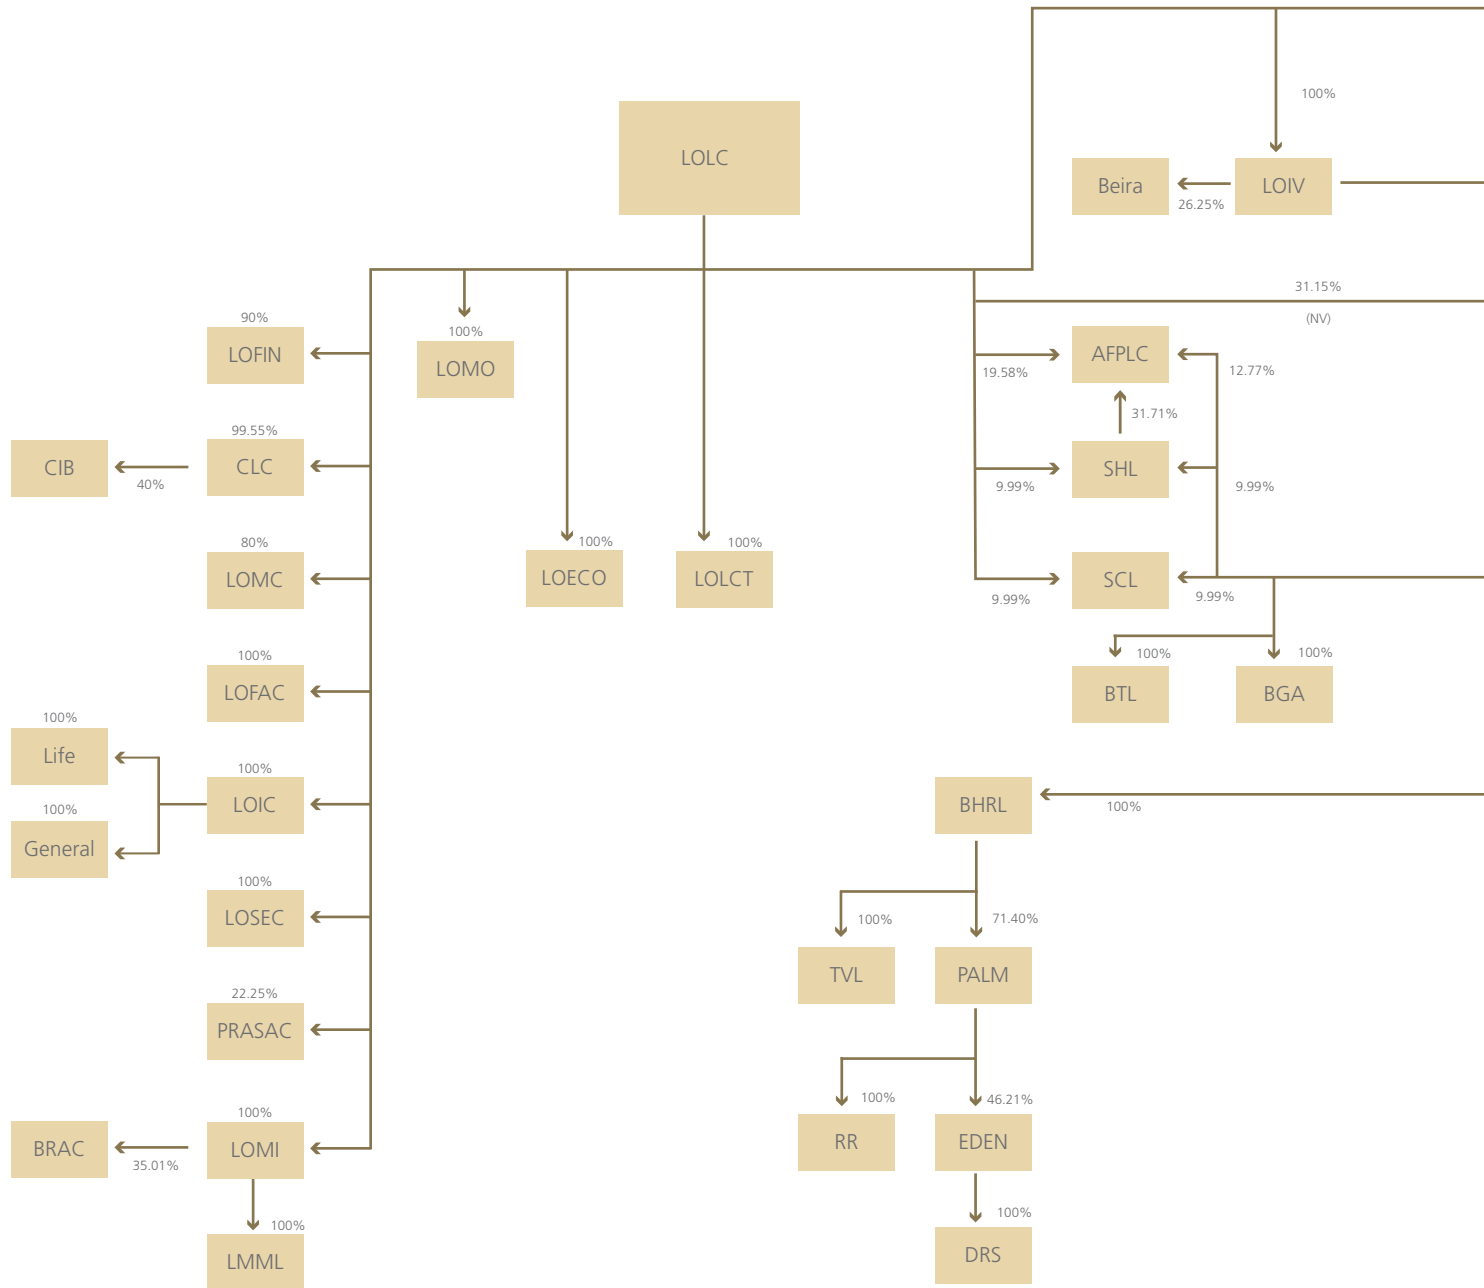 100%
LOLC
Beira
LOIV
26.25%
31.15%
(NV)
90%
LOFIN
100%
LOMO
AFPLC
19.58%
12.77%
31.71%
99.55%
CIB
CLC
40%
SHL
9.99%
9.99%
80%
LOMC
100%
LOECO
100%
LOLCT
SCL
9.99%
9.99%
100%
LOFAC
100%
BTL
100%
BGA
100%
Life
100%
General
100%
LOIC
BHRL
100%
100%
LOSEC
100%
71.40%
TVL
PALM
22.25%
PRASAC
100%
46.21%
RR
EDEN
100%
BRAC
LOMI
35.01%
100%
LMML
100%
DRS